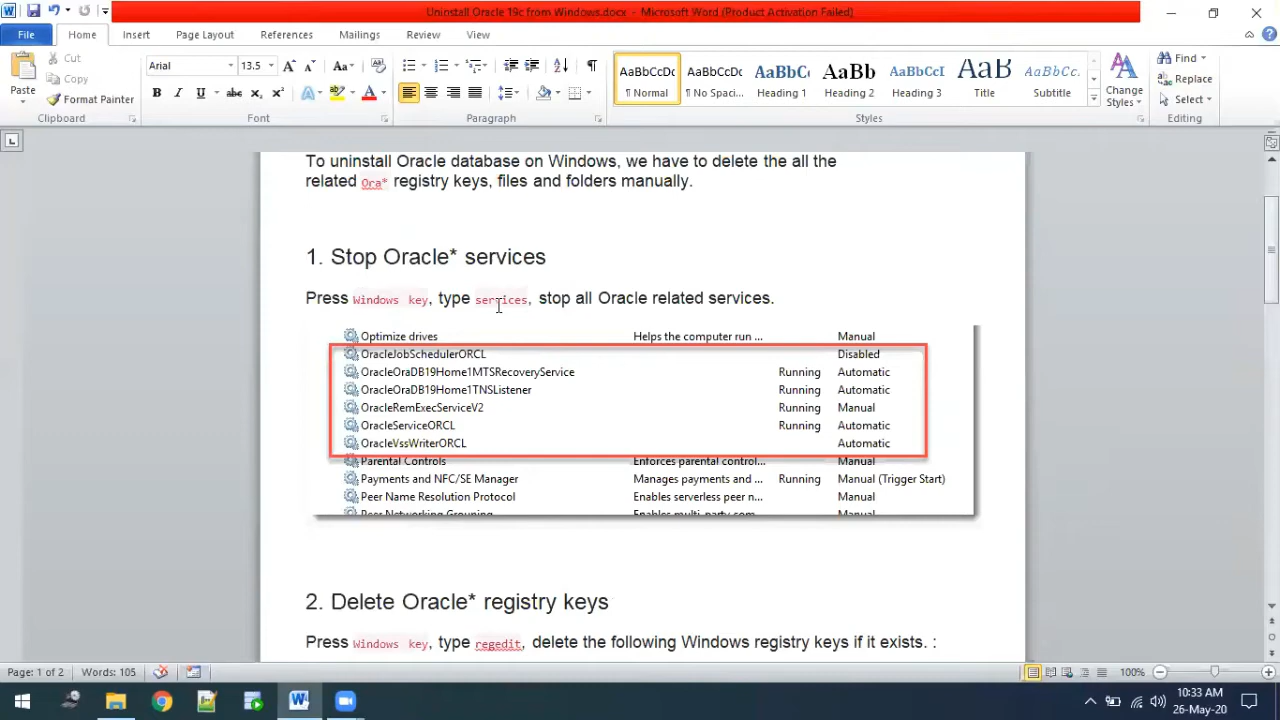 Uninstall Oracle 19c from Windows.docx - Microsoft Word (Product Activation Failed)
File Home Insert Page Layout References Mailings Review View
Paste
Cut
Copy
Format Painter
Clipboard
Arial 13.5
Font
Paragraph
AaBbCcDc AaBbCcDc AaBbC AaBb AaBbCcI AaB AaBbCc.
¶ Normal ¶ No Spaci... Heading 1 Heading 2 Heading 3 Title Subtitle
Change
Styles
Styles
Find
Replace
Select
Editing
To uninstall Oracle database on Windows, we have to delete the all the
related Ora* registry keys, files and folders manually.
1. Stop Oracle* services
Press Windows key, type services, stop all Oracle related services.
Optimize drives Helps the computer run ... Manual
OracleJobSchedulerORCL Disabled
OracleOraDB19Home1MTSRecoveryService Running Automatic
OracleOraDB19Home1TNSListener Running Automatic
OracleRemExecServiceV2 Running Manual
OracleServiceORCL Running Automatic
OracleVssWriterORCL Automatic
Parental Controls Enforces parental control... Manual
Payments and NFC/SE Manager Manages payments and ... Running Manual (Trigger Start)
Peer Name Resolution Protocol Enables serverless peer n... Manual
Peer Networking Grouping Enables multi-party com... Manual
2. Delete Oracle* registry keys
Press Windows key, type regedit, delete the following Windows registry keys if it exists. :
Page: 1 of 2 Words: 105 100%
10:33 AM
26-May-20